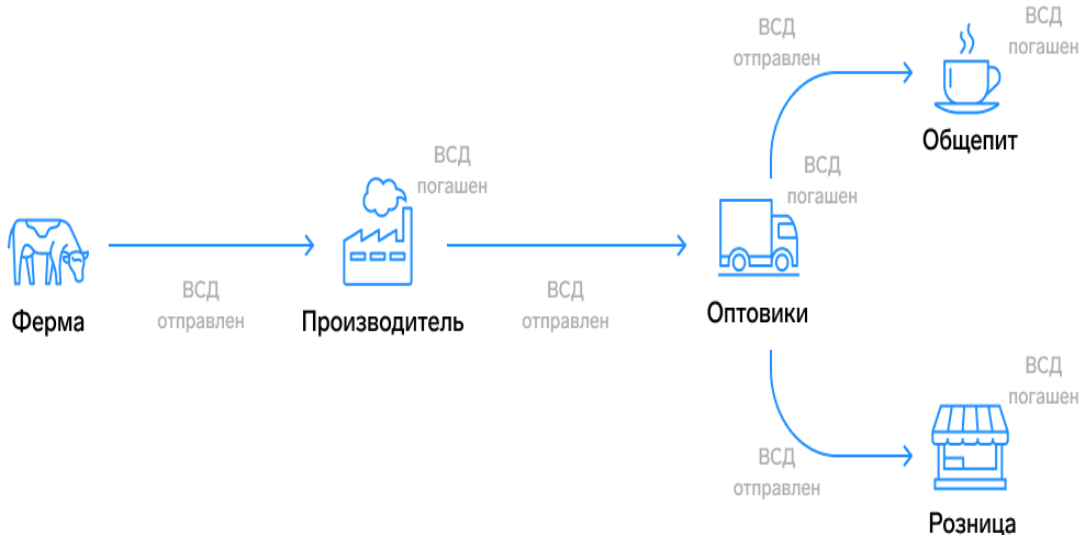 ВСД
отправлен
ВСД
погашен
Общепит
ВСД
погашен
ВСД
погашен
Ферма
ВСД
отправлен
Производитель
ВСД
отправлен
Оптовики
ВСД
погашен
ВСД
отправлен
Розница